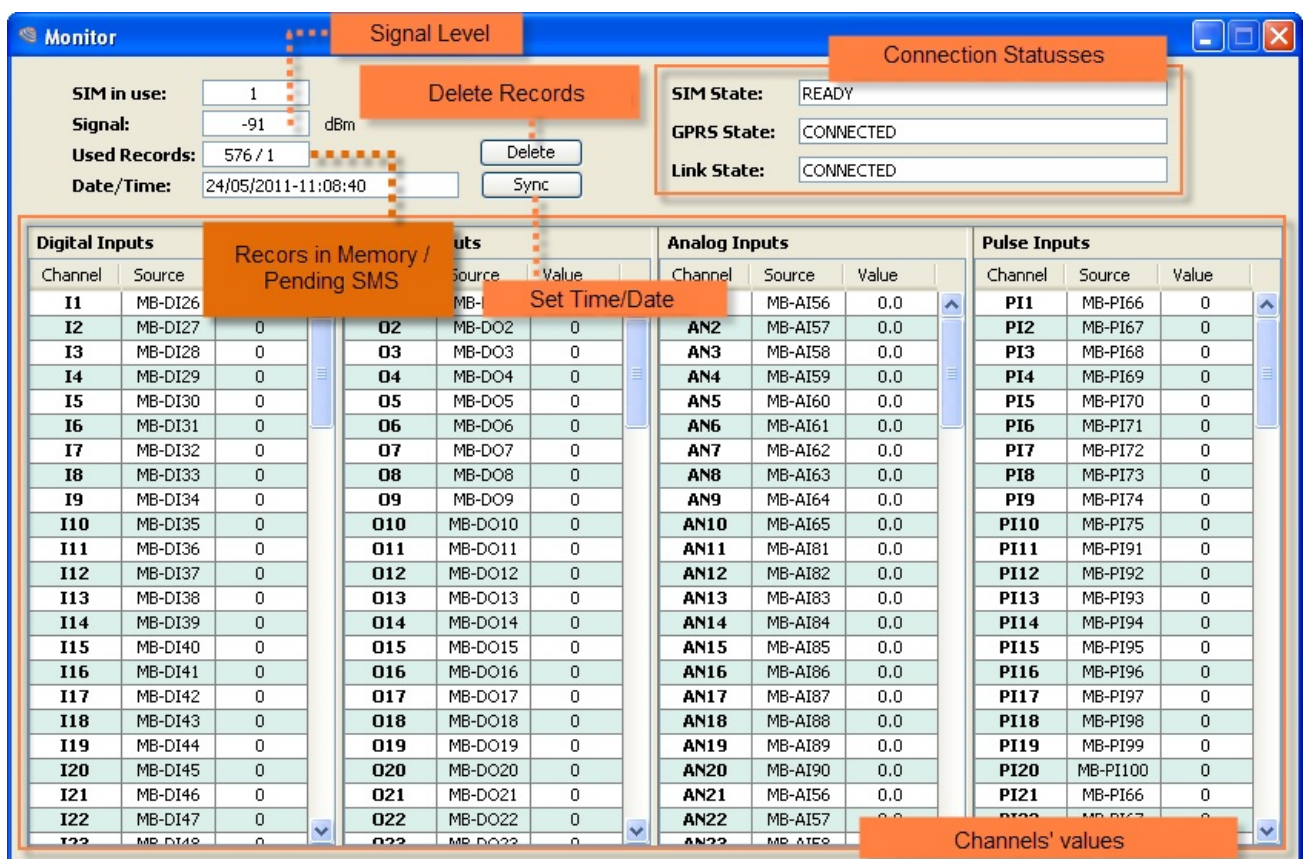 Monitor
Signal Level
Connection Statusses
SIM in use: 1
Delete Records
SIM State: READY
Signal: -91 dBm
GPRS State: CONNECTED
Used Records: 576 / 1
Delete
Link State: CONNECTED
Date/Time: 24/05/2011-11:08:40
Sync
Digital Inputs uts Analog Inputs Pulse Inputs
Recors in Memory /
Pending SMS
Channel Source Source Value Channel Source Value Channel Source Value
Set Time/Date
I1 MB-DI26 MB- MB-AI56 0.0 PI1 MB-PI66 0
I2 MB-DI27 0 O2 MB-DO2 0 AN2 MB-AI57 0.0 PI2 MB-PI67 0
I3 MB-DI28 0 O3 MB-DO3 0 AN3 MB-AI58 0.0 PI3 MB-PI68 0
I4 MB-DI29 0 O4 MB-DO4 0 AN4 MB-AI59 0.0 PI4 MB-PI69 0
I5 MB-DI30 0 O5 MB-DO5 0 AN5 MB-AI60 0.0 PI5 MB-PI70 0
I6 MB-DI31 0 O6 MB-DO6 0 AN6 MB-AI61 0.0 PI6 MB-PI71 0
I7 MB-DI32 0 O7 MB-DO7 0 AN7 MB-AI62 0.0 PI7 MB-PI72 0
I8 MB-DI33 0 O8 MB-DO8 0 AN8 MB-AI63 0.0 PI8 MB-PI73 0
I9 MB-DI34 0 O9 MB-DO9 0 AN9 MB-AI64 0.0 PI9 MB-PI74 0
I10 MB-DI35 0 O10 MB-DO10 0 AN10 MB-AI65 0.0 PI10 MB-PI75 0
I11 MB-DI36 0 O11 MB-DO11 0 AN11 MB-AI81 0.0 PI11 MB-PI91 0
I12 MB-DI37 0 O12 MB-DO12 0 AN12 MB-AI82 0.0 PI12 MB-PI92 0
I13 MB-DI38 0 O13 MB-DO13 0 AN13 MB-AI83 0.0 PI13 MB-PI93 0
I14 MB-DI39 0 O14 MB-DO14 0 AN14 MB-AI84 0.0 PI14 MB-PI94 0
I15 MB-DI40 0 O15 MB-DO15 0 AN15 MB-AI85 0.0 PI15 MB-PI95 0
I16 MB-DI41 0 O16 MB-DO16 0 AN16 MB-AI86 0.0 PI16 MB-PI96 0
I17 MB-DI42 0 O17 MB-DO17 0 AN17 MB-AI87 0.0 PI17 MB-PI97 0
I18 MB-DI43 0 O18 MB-DO18 0 AN18 MB-AI88 0.0 PI18 MB-PI98 0
I19 MB-DI44 0 O19 MB-DO19 0 AN19 MB-AI89 0.0 PI19 MB-PI99 0
I20 MB-DI45 0 O20 MB-DO20 0 AN20 MB-AI90 0.0 PI20 MB-PI100 0
I21 MB-DI46 0 O21 MB-DO21 0 AN21 MB-AI56 0.0 PI21 MB-PI66 0
I22 MB-DI47 0 O22 MB-DO22 0 AN22 MB-AI57
Channels' values